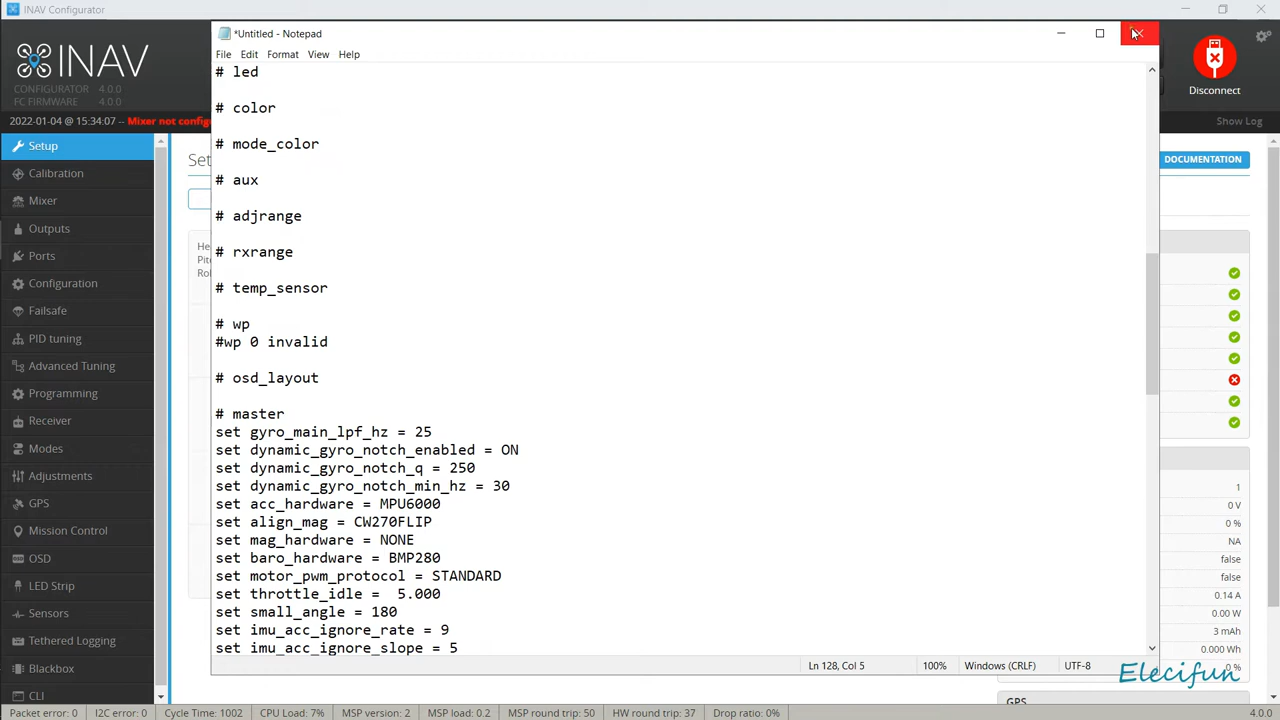 INAV Configurator
*Untitled - Notepad
File Edit Format View Help
INAV
CONFIGURATOR 4.0.0
FC FIRMWARE 4.0.0
Disconnect
2022-01-04 @ 15:34:07 -- Mixer not config
Show Log
Setup
Calibration
Mixer
Outputs
Ports
Configuration
Failsafe
PID tuning
Advanced Tuning
Programming
Receiver
Modes
Adjustments
GPS
Mission Control
OSD
LED Strip
Sensors
Tethered Logging
Blackbox
CLI
Set
He
Pit
Rol
# led
# color
# mode_color
# aux
# adjrange
# rxrange
# temp_sensor
# wp
#wp 0 invalid
# osd_layout
# master
set gyro_main_lpf_hz = 25
set dynamic_gyro_notch_enabled = ON
set dynamic_gyro_notch_q = 250
set dynamic_gyro_notch_min_hz = 30
set acc_hardware = MPU6000
set align_mag = CW270FLIP
set mag_hardware = NONE
set baro_hardware = BMP280
set motor_pwm_protocol = STANDARD
set throttle_idle =  5.000
set small_angle = 180
set imu_acc_ignore_rate = 9
set imu_acc_ignore_slope = 5
Ln 128, Col 5
100%
Windows (CRLF)
UTF-8
DOCUMENTATION
1
0 V
0 %
NA
false
false
0.14 A
0.00 W
3 mAh
0.000 Wh
0 %
Elecifun
GPS
Packet error: 0
I2C error: 0
Cycle Time: 1002
CPU Load: 7%
MSP version: 2
MSP load: 0.2
MSP round trip: 50
HW round trip: 37
Drop ratio: 0%
4.0.0